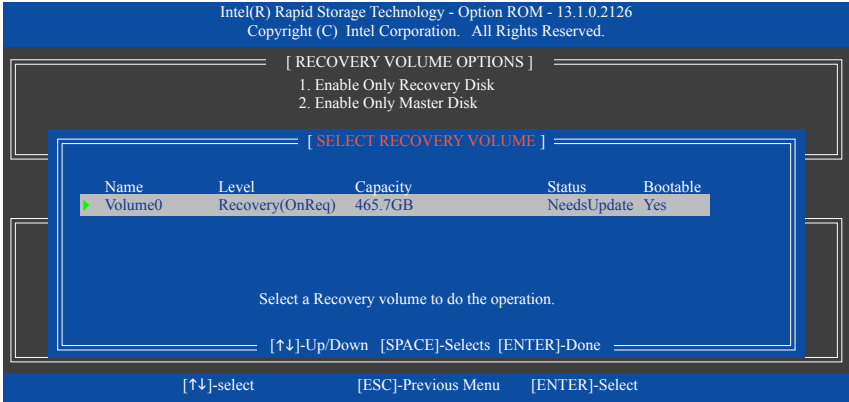 Intel(R) Rapid Storage Technology - Option ROM - 13.1.0.2126
Copyright (C) Intel Corporation. All Rights Reserved.
[ RECOVERY VOLUME OPTIONS ]
1. Enable Only Recovery Disk
2. Enable Only Master Disk
[ SELECT RECOVERY VOLUME ]
Name Level Capacity Status Bootable
Volume0 Recovery(OnReq) 465.7GB NeedsUpdate Yes
Select a Recovery volume to do the operation.
[↑↓]-Up/Down [SPACE]-Selects [ENTER]-Done
[↑↓]-select [ESC]-Previous Menu [ENTER]-Select